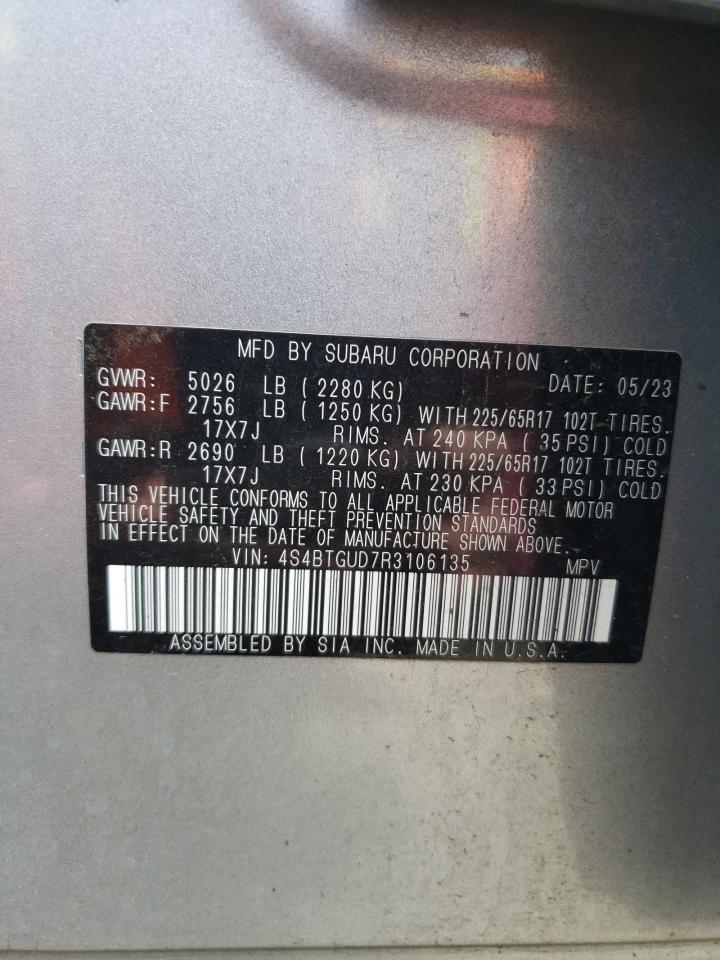 MFD BY SUBARU CORPORATION
GVWR: 5026 LB ( 2280 KG) DATE: 05/23
GAWR:F 2756 LB ( 1250 KG) WITH 225/65R17 102T TIRES.
17X7J RIMS. AT 240 KPA ( 35 PSI) COLD
GAWR:R 2690 LB ( 1220 KG) WITH 225/65R17 102T TIRES.
17X7J RIMS. AT 230 KPA ( 33 PSI) COLD
THIS VEHICLE CONFORMS TO ALL APPLICABLE FEDERAL MOTOR
VEHICLE SAFETY AND THEFT PREVENTION STANDARDS
IN EFFECT ON THE DATE OF MANUFACTURE SHOWN ABOVE.
VIN: 4S4BTGUD7R3106135 MPV
ASSEMBLED BY SIA INC. MADE IN U.S.A.